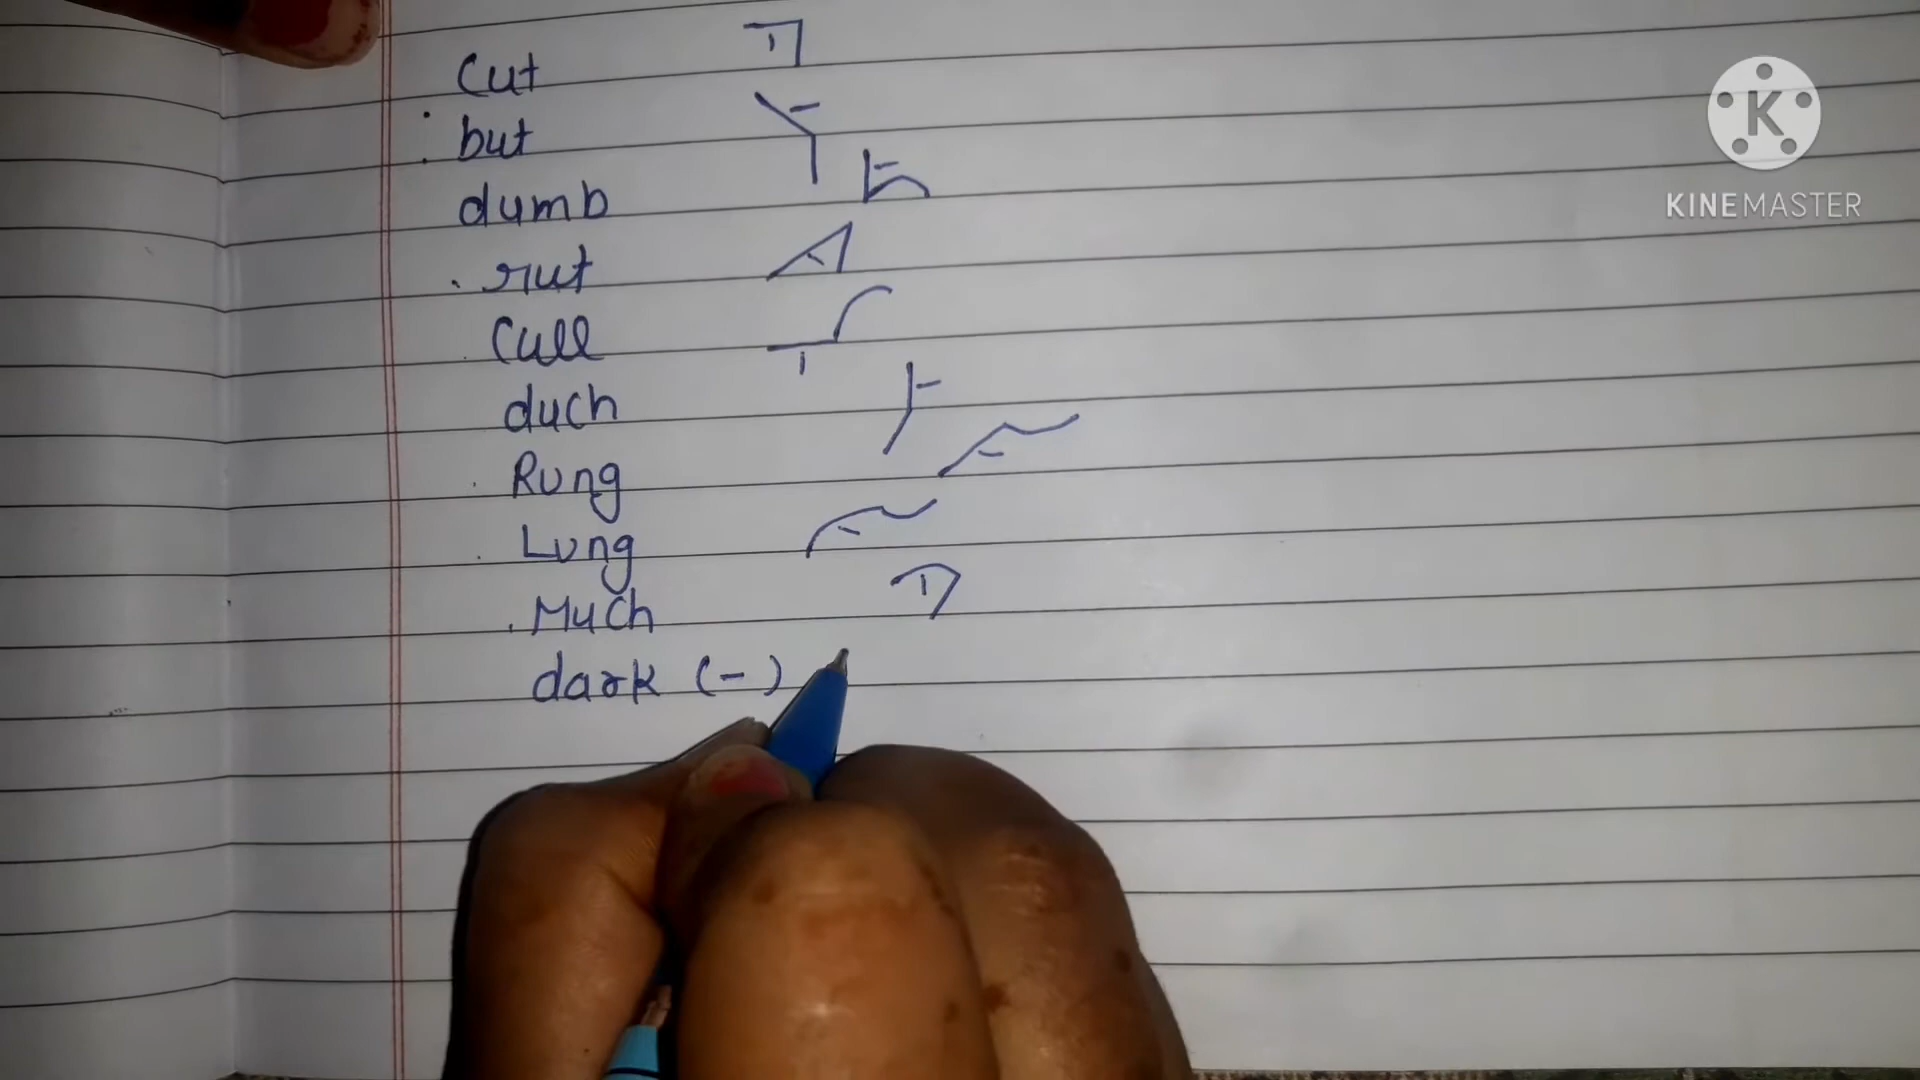 Cut
but
dumb
rut
Cull
duch
Rung
Lung
Much
dark (-)
K
KINEMASTER